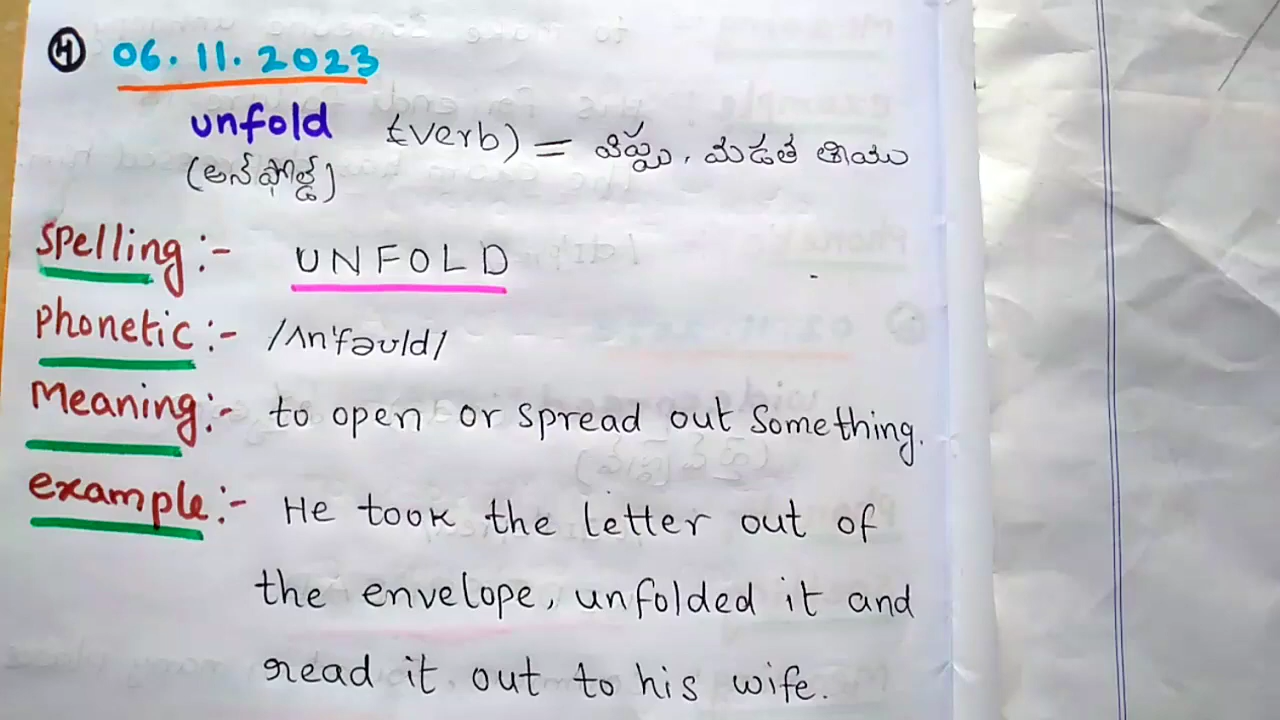 ④ 06.11.2023
unfold (verb) = విప్పు, మడత తీయు
(అన్‌ఫోల్డ్)
Spelling:- UNFOLD
Phonetic:- /ʌn'fəʊld/
Meaning:- to open or spread out something.
example:- He took the letter out of
the envelope, unfolded it and
read it out to his wife.